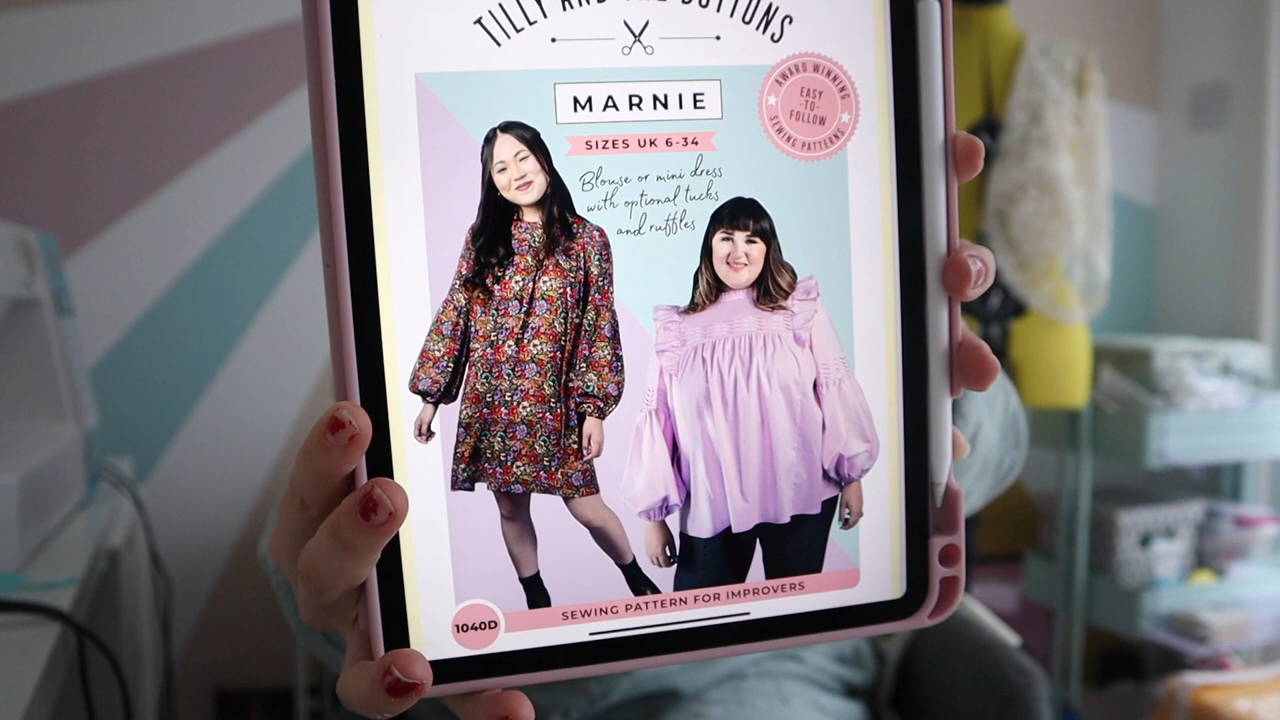 TILLY AND THE BUTTONS
MARNIE
SIZES UK 6-34
Blouse or mini dress
with optional tucks
and ruffles
AWARD WINNING
EASY
-TO-
FOLLOW
SEWING PATTERNS
SEWING PATTERN FOR IMPROVERS
1040D